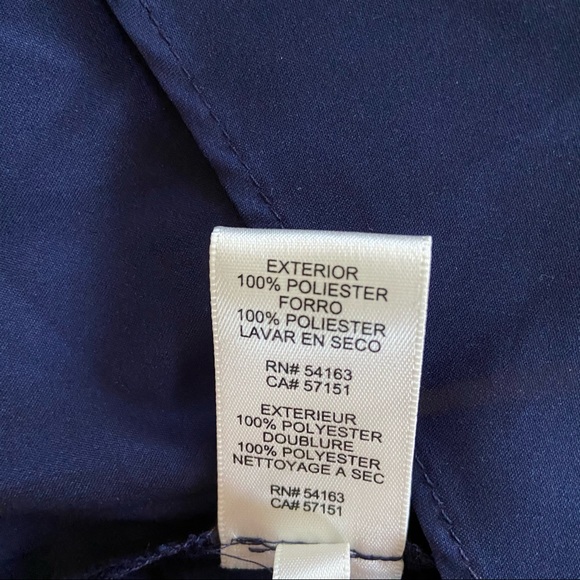 EXTERIOR
100% POLIESTER
FORRO
100% POLIESTER
LAVAR EN SECO
RN# 54163
CA# 57151
EXTERIEUR
100% POLYESTER
DOUBLURE
100% POLYESTER
NETTOYAGE A SEC
RN# 54163
CA# 57151